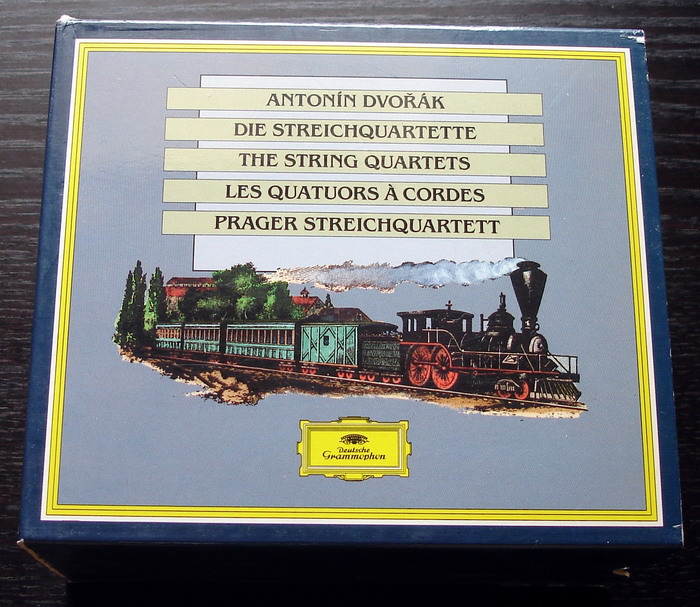 ANTONÍN DVOŘÁK
DIE STREICHQUARTETTE
THE STRING QUARTETS
LES QUATUORS À CORDES
PRAGER STREICHQUARTETT
Deutsche
Grammophon